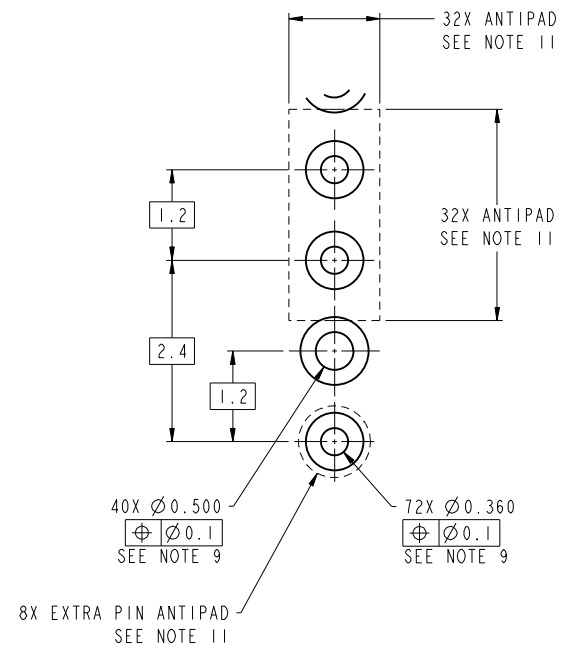 32X ANTIPAD
SEE NOTE 11
32X ANTIPAD
SEE NOTE 11
1.2
2.4
1.2
40X Ø0.500
⌖ Ø0.1
SEE NOTE 9
72X Ø0.360
⌖ Ø0.1
SEE NOTE 9
8X EXTRA PIN ANTIPAD
SEE NOTE 11